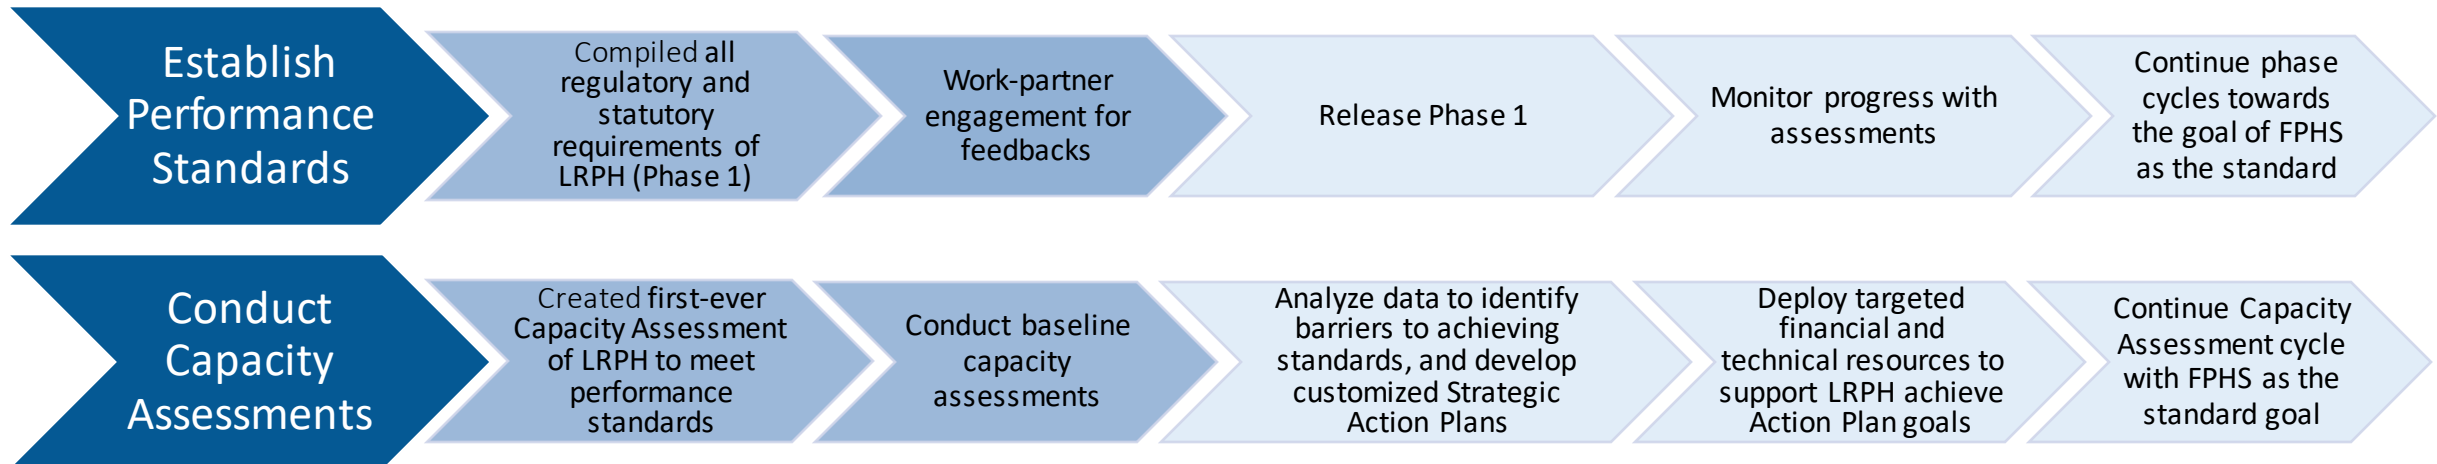 Establish
Performance
Standards
Compiled all
regulatory and
statutory
requirements of
LRPH (Phase 1)
Work-partner
engagement for
feedbacks
Release Phase 1
Monitor progress with
assessments
Continue phase
cycles towards
the goal of FPHS
as the standard
Conduct
Capacity
Assessments
Created first-ever
Capacity Assessment
of LRPH to meet
performance
standards
Conduct baseline
capacity
assessments
Analyze data to identify
barriers to achieving
standards, and develop
customized Strategic
Action Plans
Deploy targeted
financial and
technical resources to
support LRPH achieve
Action Plan goals
Continue Capacity
Assessment cycle
with FPHS as the
standard goal